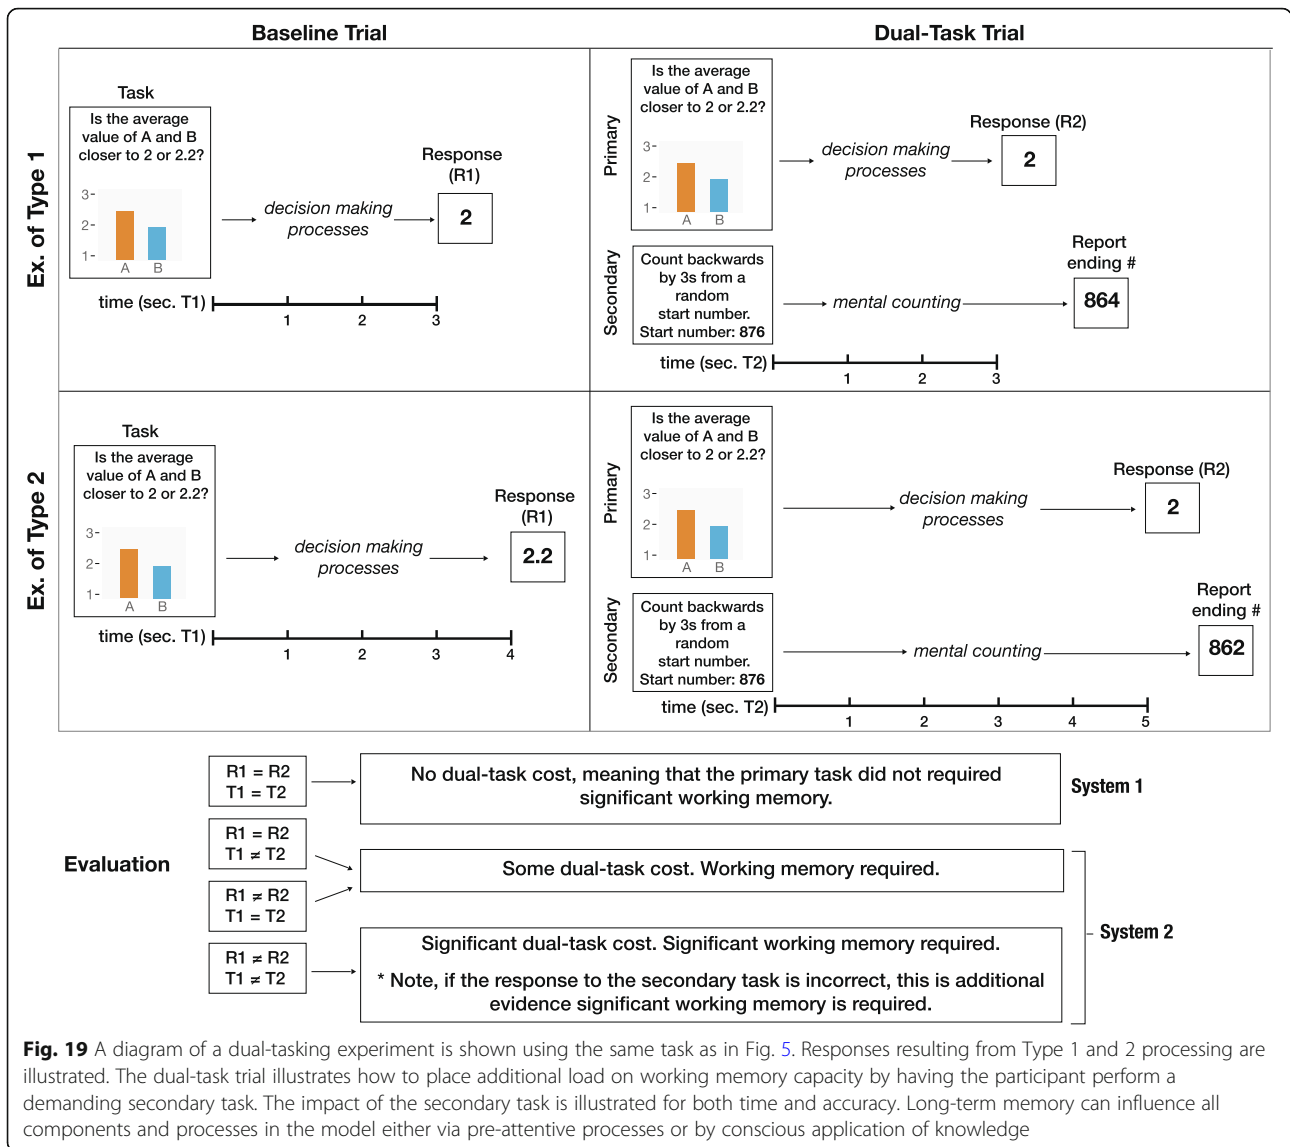 Baseline Trial
Dual-Task Trial
Ex. of Type 1
Task
Is the average
value of A and B
closer to 2 or 2.2?
3-
2-
1-
A B
decision making
processes
Response
(R1)
2
time (sec. T1)
1 2 3
Primary
Is the average
value of A and B
closer to 2 or 2.2?
3-
2-
1-
A B
decision making
processes
Response (R2)
2
Secondary
Count backwards
by 3s from a
random
start number.
Start number: 876
mental counting
Report
ending #
864
time (sec. T2)
1 2 3
Ex. of Type 2
Task
Is the average
value of A and B
closer to 2 or 2.2?
3-
2-
1-
A B
decision making
processes
Response
(R1)
2.2
time (sec. T1)
1 2 3 4
Primary
Is the average
value of A and B
closer to 2 or 2.2?
3-
2-
1-
A B
decision making
processes
Response (R2)
2
Secondary
Count backwards
by 3s from a
random
start number.
Start number: 876
mental counting
Report
ending #
862
time (sec. T2)
1 2 3 4 5
Evaluation
R1 = R2
T1 = T2
No dual-task cost, meaning that the primary task did not required
significant working memory.
System 1
R1 = R2
T1 ≠ T2
R1 ≠ R2
T1 = T2
Some dual-task cost. Working memory required.
R1 ≠ R2
T1 ≠ T2
Significant dual-task cost. Significant working memory required.
* Note, if the response to the secondary task is incorrect, this is additional
evidence significant working memory is required.
System 2
Fig. 19 A diagram of a dual-tasking experiment is shown using the same task as in Fig. 5. Responses resulting from Type 1 and 2 processing are
illustrated. The dual-task trial illustrates how to place additional load on working memory capacity by having the participant perform a
demanding secondary task. The impact of the secondary task is illustrated for both time and accuracy. Long-term memory can influence all
components and processes in the model either via pre-attentive processes or by conscious application of knowledge